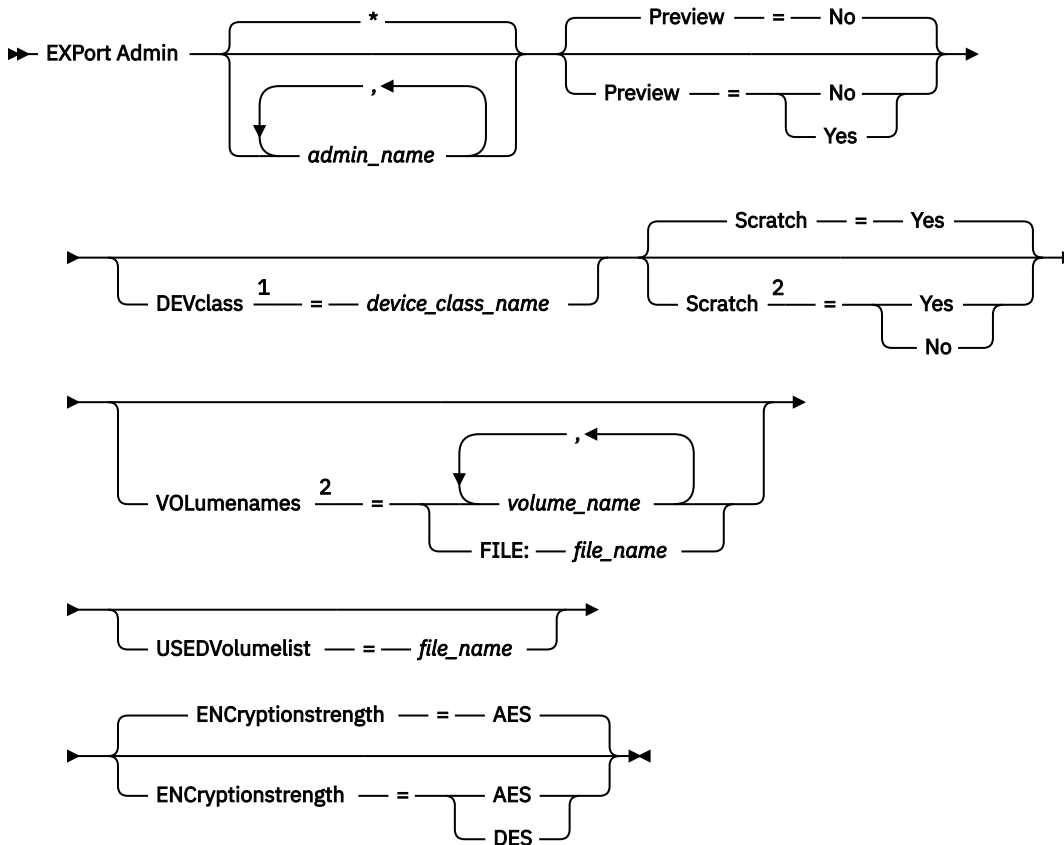 *
Preview = No
EXPort Admin
,
admin_name
Preview = No
Yes
Scratch = Yes
DEVclass 1 = device_class_name
Scratch 2 = Yes
No
,
VOLumenames 2 = volume_name
FILE: file_name
USEDVolumelist = file_name
ENCryptionstrength = AES
ENCryptionstrength = AES
DES